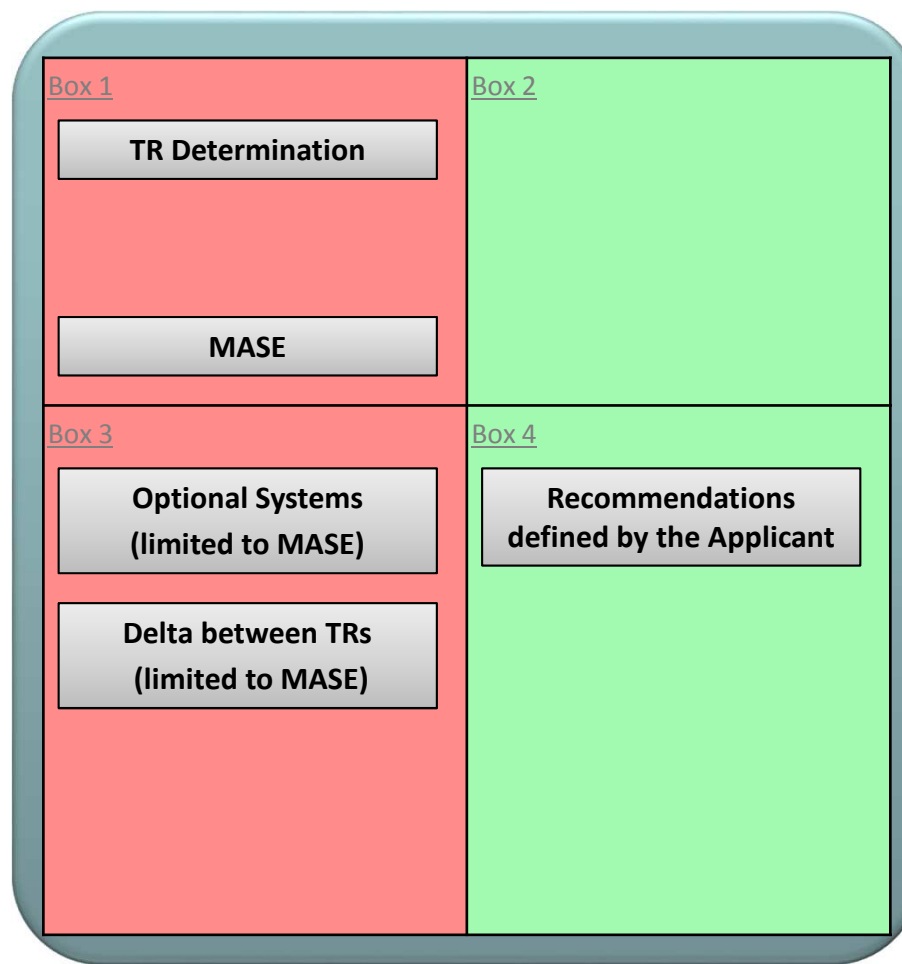 Box 1
TR Determination
MASE
Box 2
Box 3
Optional Systems
(limited to MASE)
Delta between TRs
(limited to MASE)
Box 4
Recommendations
defined by the Applicant